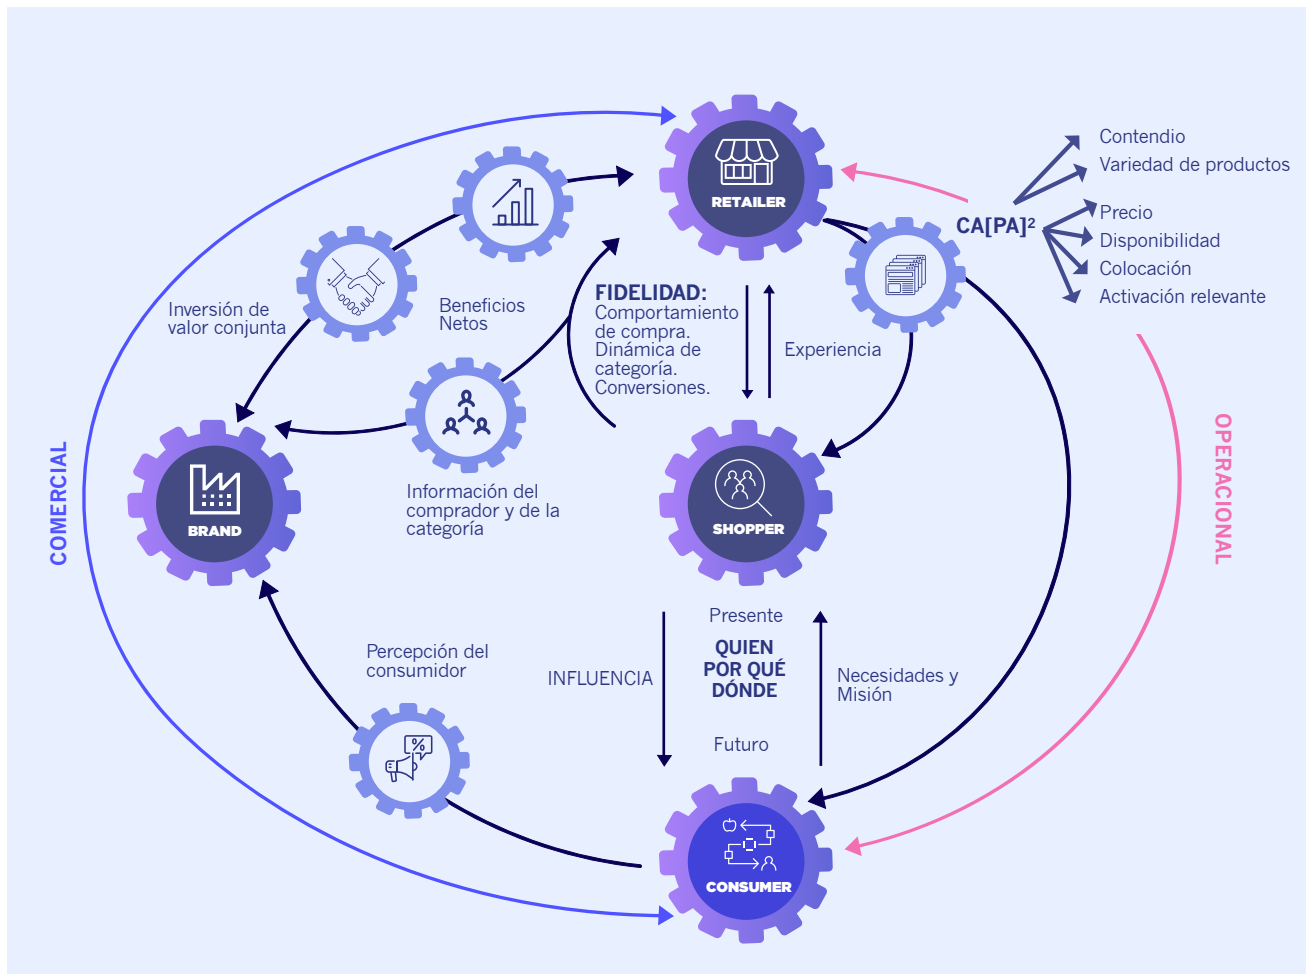 RETAILER
Contendio
Variedad de productos
CA[PA]²
Precio
Disponibilidad
Colocación
Activación relevante
Inversión de
valor conjunta
Beneficios
Netos
FIDELIDAD:
Comportamiento
de compra.
Dinámica de
categoría.
Conversiones.
Experiencia
COMERCIAL
OPERACIONAL
BRAND
Información del
comprador y de la
categoría
SHOPPER
Percepción del
consumidor
INFLUENCIA
Presente
QUIEN
POR QUÉ
DÓNDE
Futuro
Necesidades y
Misión
%
CONSUMER